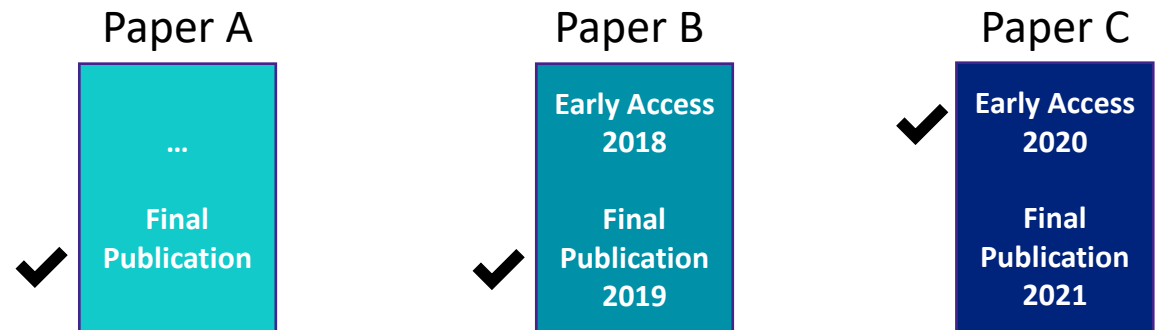 Paper A
...
Final
Publication
Paper B
Early Access
2018
Final
Publication
2019
Paper C
Early Access
2020
Final
Publication
2021